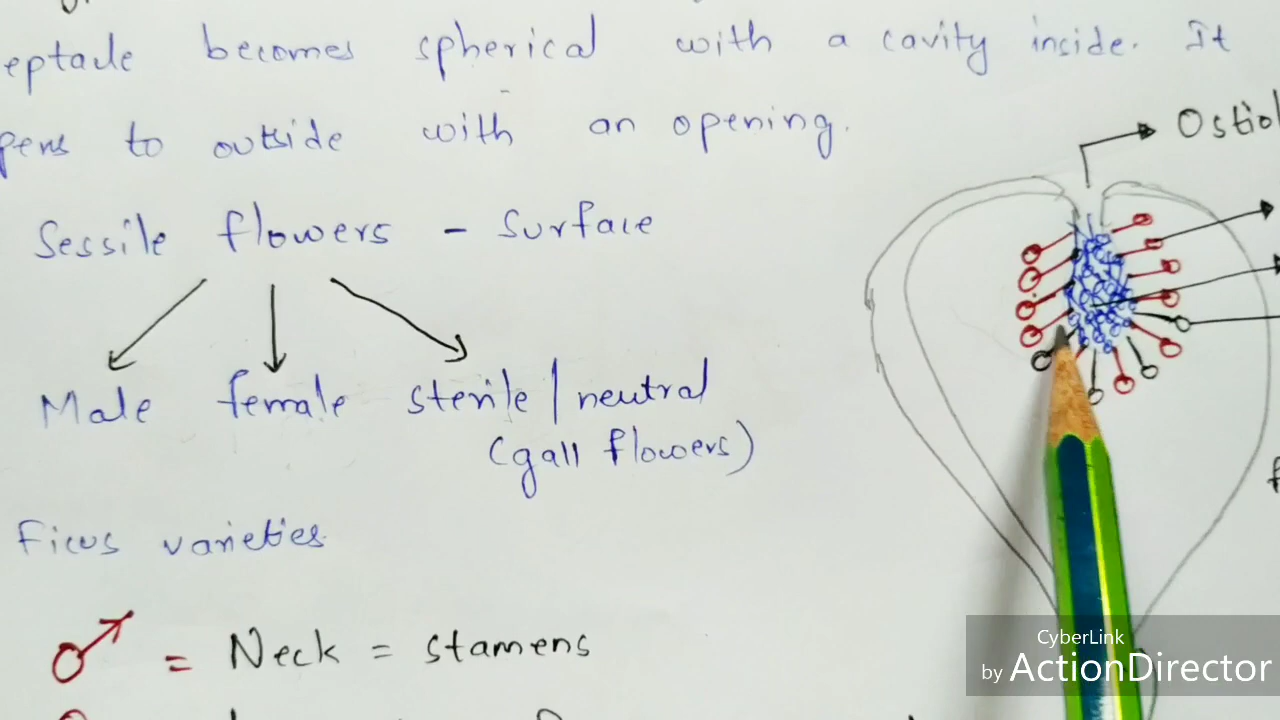 eptacle becomes spherical with a cavity inside. It
pens to outside with an opening.
Ostiol
Sessile flowers - Surface
Male female sterile / neutral
(gall flowers)
Ficus varieties
♂ = Neck = stamens
CyberLink
by ActionDirector